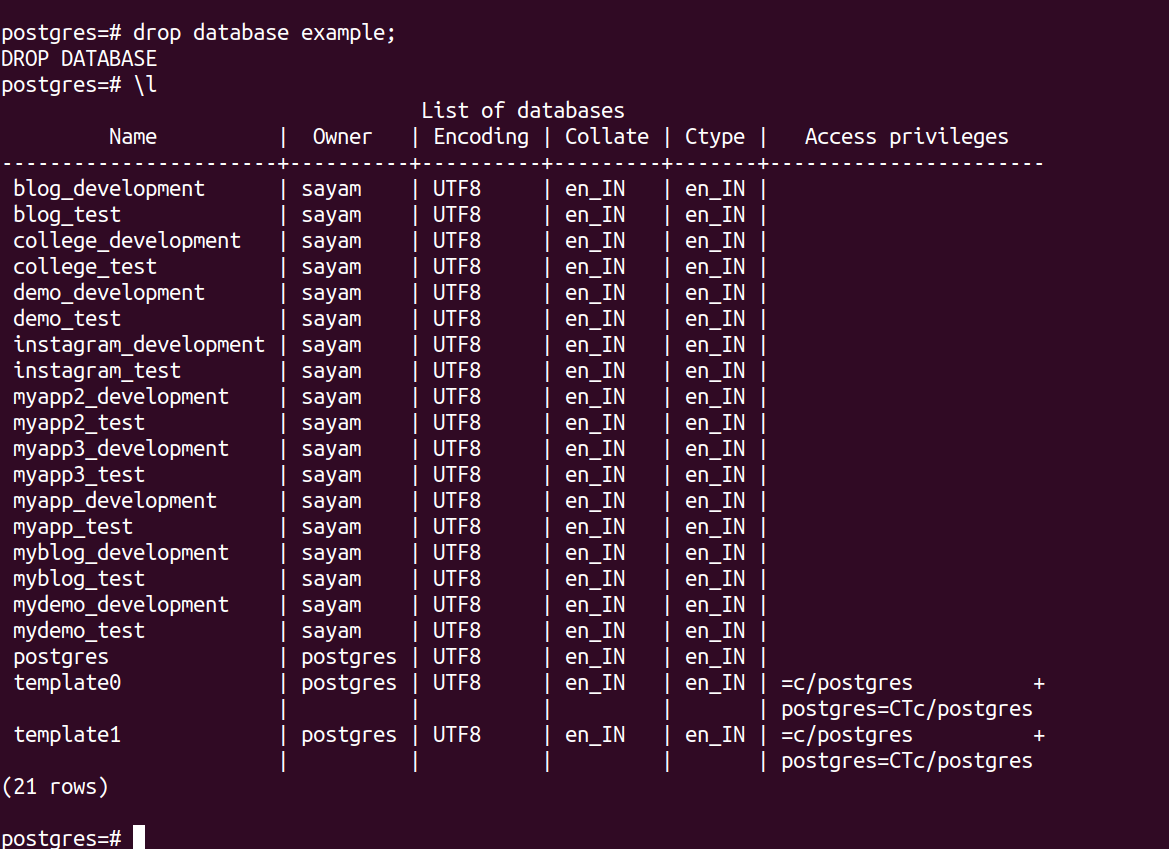 postgres=# drop database example;
DROP DATABASE
postgres=# \l
                                   List of databases
         Name          |  Owner   | Encoding | Collate | Ctype |   Access privileges
-----------------------+----------+----------+---------+-------+-----------------------
 blog_development      | sayam    | UTF8     | en_IN   | en_IN |
 blog_test             | sayam    | UTF8     | en_IN   | en_IN |
 college_development   | sayam    | UTF8     | en_IN   | en_IN |
 college_test          | sayam    | UTF8     | en_IN   | en_IN |
 demo_development      | sayam    | UTF8     | en_IN   | en_IN |
 demo_test             | sayam    | UTF8     | en_IN   | en_IN |
 instagram_development | sayam    | UTF8     | en_IN   | en_IN |
 instagram_test        | sayam    | UTF8     | en_IN   | en_IN |
 myapp2_development    | sayam    | UTF8     | en_IN   | en_IN |
 myapp2_test           | sayam    | UTF8     | en_IN   | en_IN |
 myapp3_development    | sayam    | UTF8     | en_IN   | en_IN |
 myapp3_test           | sayam    | UTF8     | en_IN   | en_IN |
 myapp_development     | sayam    | UTF8     | en_IN   | en_IN |
 myapp_test            | sayam    | UTF8     | en_IN   | en_IN |
 myblog_development    | sayam    | UTF8     | en_IN   | en_IN |
 myblog_test           | sayam    | UTF8     | en_IN   | en_IN |
 mydemo_development    | sayam    | UTF8     | en_IN   | en_IN |
 mydemo_test           | sayam    | UTF8     | en_IN   | en_IN |
 postgres              | postgres | UTF8     | en_IN   | en_IN |
 template0             | postgres | UTF8     | en_IN   | en_IN | =c/postgres          +
                       |          |          |         |       | postgres=CTc/postgres
 template1             | postgres | UTF8     | en_IN   | en_IN | =c/postgres          +
                       |          |          |         |       | postgres=CTc/postgres
(21 rows)
postgres=#